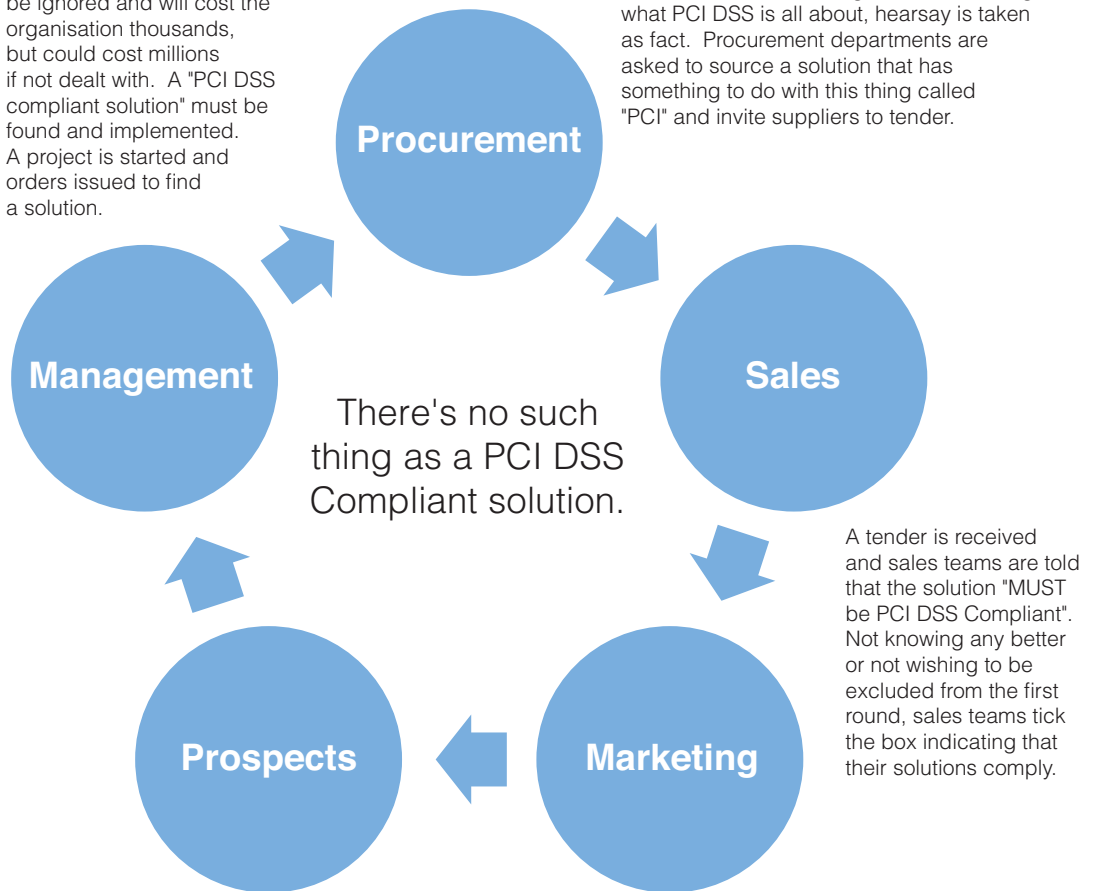 be ignored and will cost the
organisation thousands,
but could cost millions
if not dealt with. A "PCI DSS
compliant solution" must be
found and implemented.
A project is started and
orders issued to find
a solution.
what PCI DSS is all about, hearsay is taken
as fact. Procurement departments are
asked to source a solution that has
something to do with this thing called
"PCI" and invite suppliers to tender.
Procurement
Management
Sales
There's no such
thing as a PCI DSS
Compliant solution.
A tender is received
and sales teams are told
that the solution "MUST
be PCI DSS Compliant".
Not knowing any better
or not wishing to be
excluded from the first
round, sales teams tick
the box indicating that
their solutions comply.
Prospects
Marketing